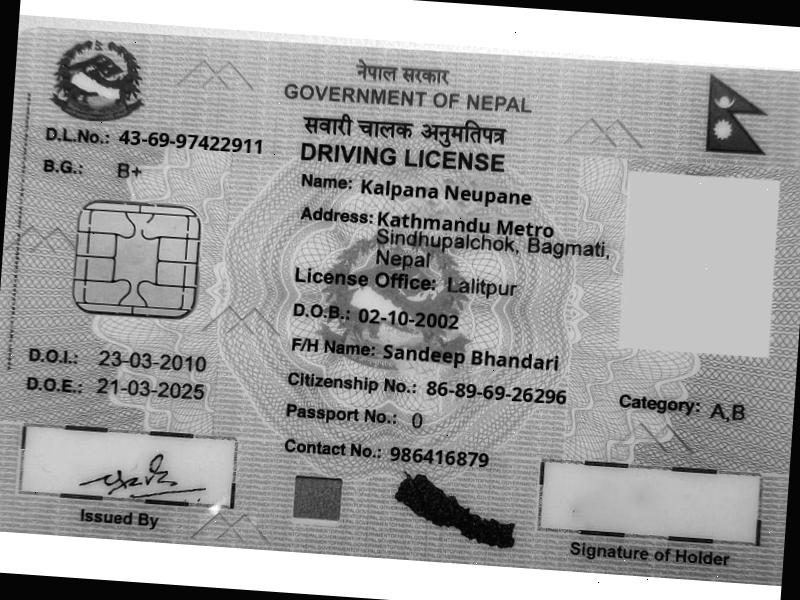 नेपाल सरकार
GOVERNMENT OF NEPAL
सवारी चालक अनुमतिपत्र
DRIVING LICENSE
D.L.No.: 43-69-97422911
B.G.: B+
Name: Kalpana Neupane
Address: Kathmandu Metro
Sindhupalchok, Bagmati,
Nepal
License Office: Lalitpur
D.O.B.: 02-10-2002
F/H Name: Sandeep Bhandari
D.O.I.: 23-03-2010
D.O.E.: 21-03-2025
Citizenship No.: 86-89-69-26296
Passport No.: 0
Contact No.: 986416879
Category: A,B
Issued By
Signature of Holder